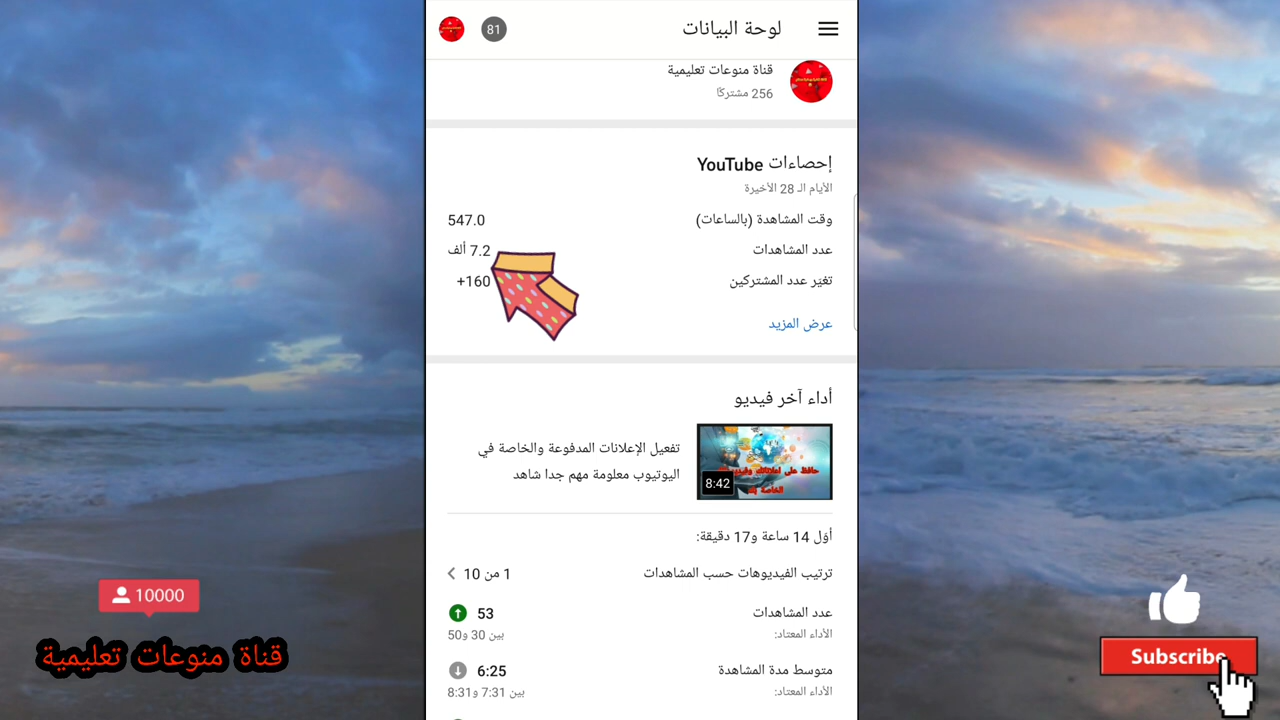 لوحة البيانات
81
قناة منوعات تعليمية
256 مشتركًا
إحصاءات YouTube
الأيام الـ 28 الأخيرة
وقت المشاهدة (بالساعات) 547.0
عدد المشاهدات 7.2 ألف
تغيّر عدد المشتركين +160
عرض المزيد
أداء آخر فيديو
تفعيل الإعلانات المدفوعة والخاصة في
اليوتيوب معلومة مهم جدا شاهد
8:42
أوّل 14 ساعة و17 دقيقة:
ترتيب الفيديوهات حسب المشاهدات 1 من 10
عدد المشاهدات 53
الأداء المعتاد: بين 30 و50
متوسط مدة المشاهدة 6:25
الأداء المعتاد: بين 7:31 و8:31
10000
قناة منوعات تعليمية
Subscribe